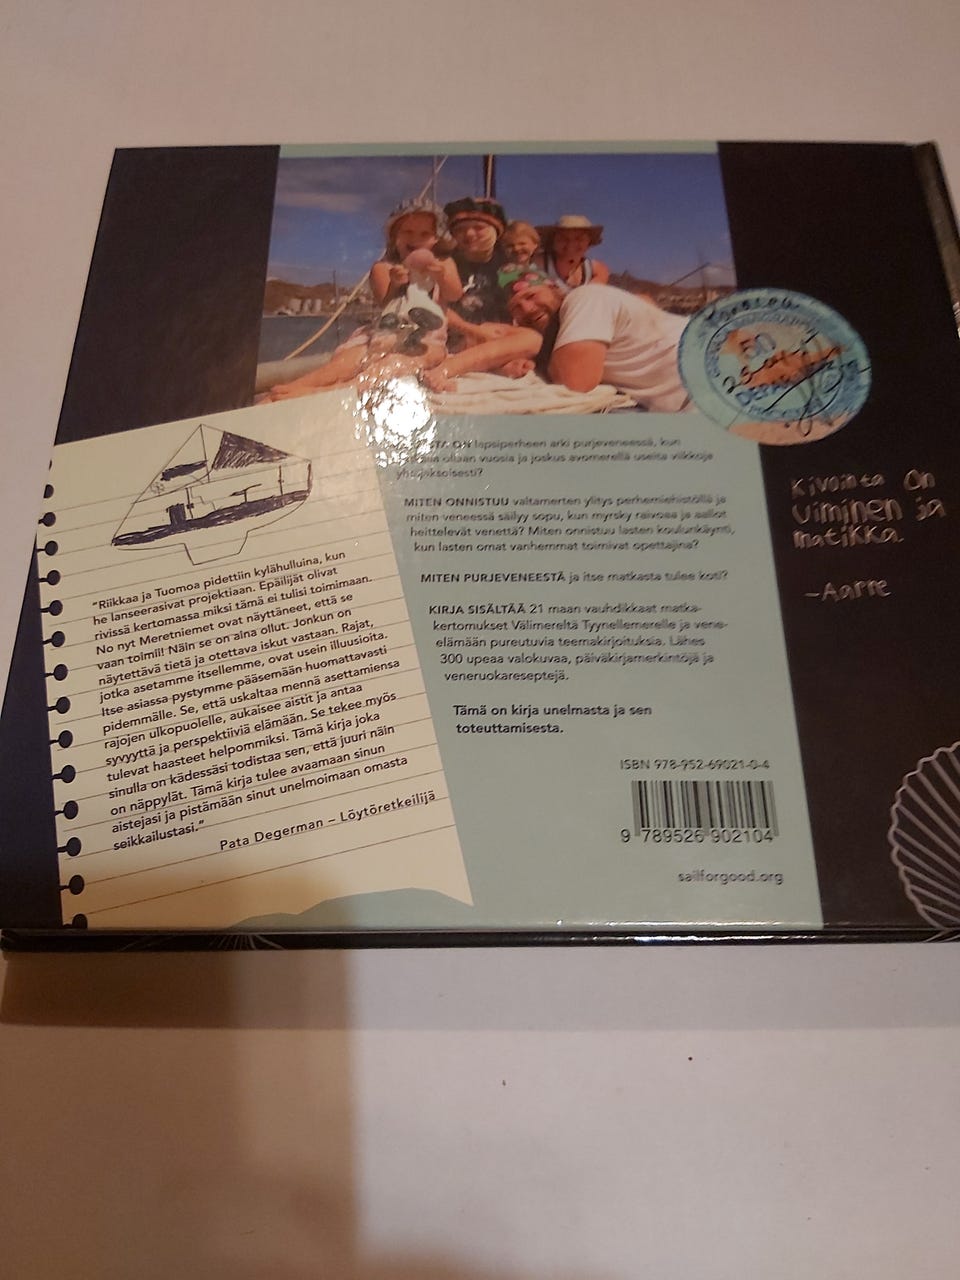 "Riikkaa ja Tuomoa pidettiin kylähulluina, kun
he lanseerasivat projektiaan. Epäilijät olivat
rivissä kertomassa miksi tämä ei tulisi toimimaan.
No nyt Meretniemet ovat näyttäneet, että se
vaan toimii! Näin se on aina ollut. Jonkun on
näytettävä tietä ja otettava iskut vastaan. Rajat,
jotka asetamme itsellemme, ovat usein illuusioita.
Itse asiassa pystymme pääsemään huomattavasti
pidemmälle. Se, että uskaltaa mennä asettamiensa
rajojen ulkopuolelle, aukaisee aistit ja antaa
syvyyttä ja perspektiiviä elämään. Se tekee myös
tulevat haasteet helpommiksi. Tämä kirja joka
sinulla on kädessäsi todistaa sen, että juuri näin
on näppylät. Tämä kirja tulee avaamaan sinun
aistejasi ja pistämään sinut unelmoimaan omasta
seikkailustasi."
Pata Degerman – Löytöretkeilijä
ON lapsiperheen arki purjeveneessä, kun
ollaan vuosia ja joskus avomerellä useita viikkoja
yhtäjaksoisesti?
MITEN ONNISTUU valtamerten ylitys perhemiehistöllä ja
miten veneessä säilyy sopu, kun myrsky raivoaa ja aallot
heittelevät venettä? Miten onnistuu lasten koulunkäynti,
kun lasten omat vanhemmat toimivat opettajina?
MITEN PURJEVENEESTÄ ja itse matkasta tulee koti?
KIRJA SISÄLTÄÄ 21 maan vauhdikkaat matka-
kertomukset Välimereltä Tyynellemerelle ja vene-
elämään pureutuvia teemakirjoituksia. Lähes
300 upeaa valokuvaa, päiväkirjamerkintöjä ja
veneruokareseptejä.
Tämä on kirja unelmasta ja sen
toteuttamisesta.
ISBN 978-952-69021-0-4
9 789526 902104
sailforgood.org
50
Kivointa on
uiminen ja
matikka
-Aarre